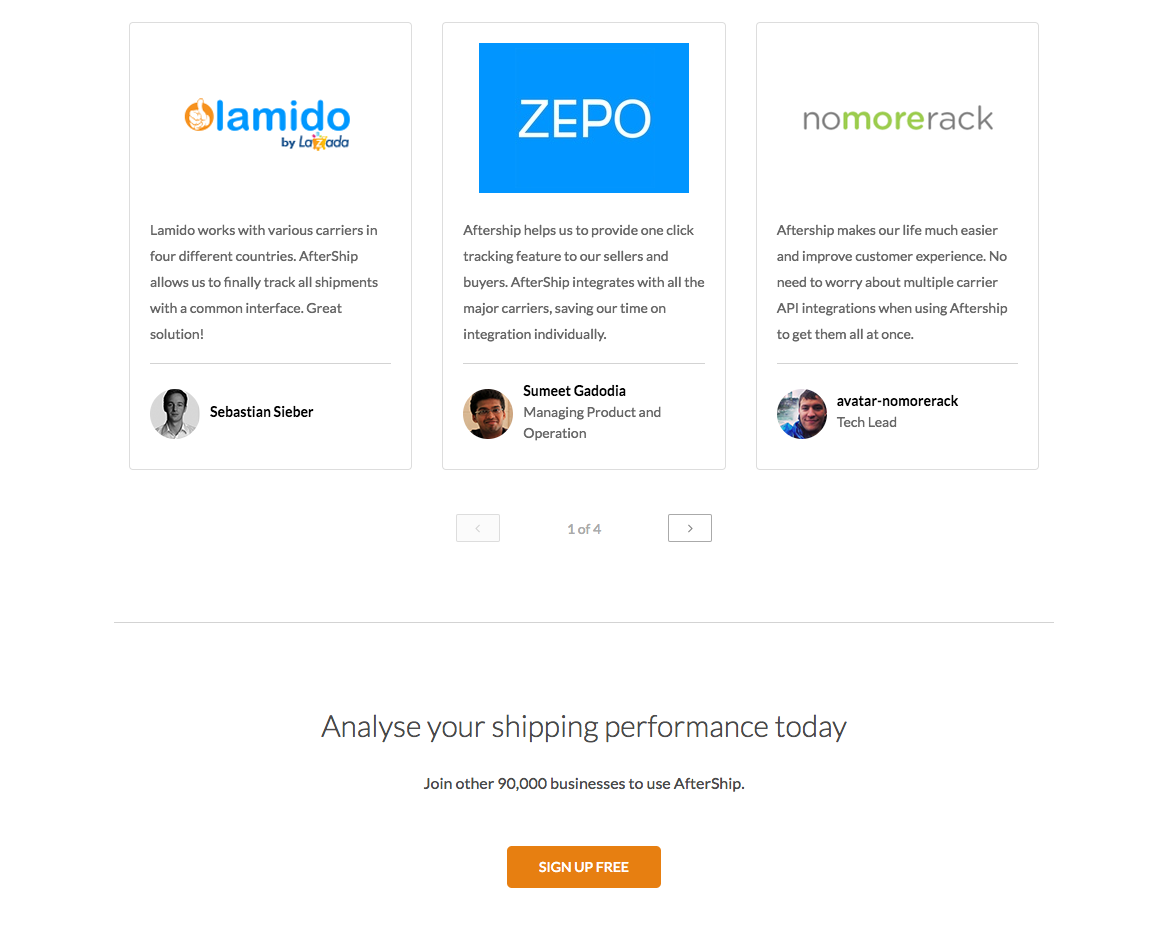 lamido
by Lazada
Lamido works with various carriers in
four different countries. AfterShip
allows us to finally track all shipments
with a common interface. Great
solution!
Sebastian Sieber
ZEPO
Aftership helps us to provide one click
tracking feature to our sellers and
buyers. AfterShip integrates with all the
major carriers, saving our time on
integration individually.
Sumeet Gadodia
Managing Product and
Operation
nomorerack
Aftership makes our life much easier
and improve customer experience. No
need to worry about multiple carrier
API integrations when using Aftership
to get them all at once.
avatar-nomorerack
Tech Lead
1 of 4
Analyse your shipping performance today
Join other 90,000 businesses to use AfterShip.
SIGN UP FREE